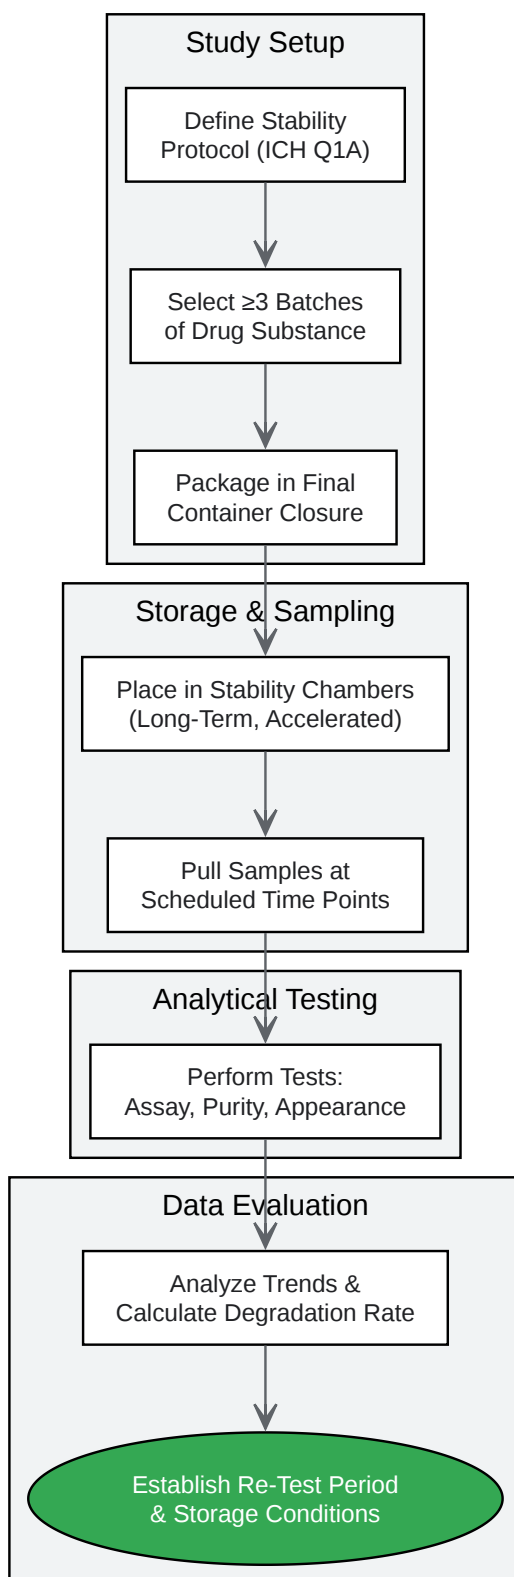 Study Setup
Define Stability
Protocol (ICH Q1A)
Select ≥3 Batches
of Drug Substance
Package in Final
Container Closure
Storage & Sampling
Place in Stability Chambers
(Long-Term, Accelerated)
Pull Samples at
Scheduled Time Points
Analytical Testing
Perform Tests:
Assay, Purity, Appearance
Data Evaluation
Analyze Trends &
Calculate Degradation Rate
Establish Re-Test Period
& Storage Conditions